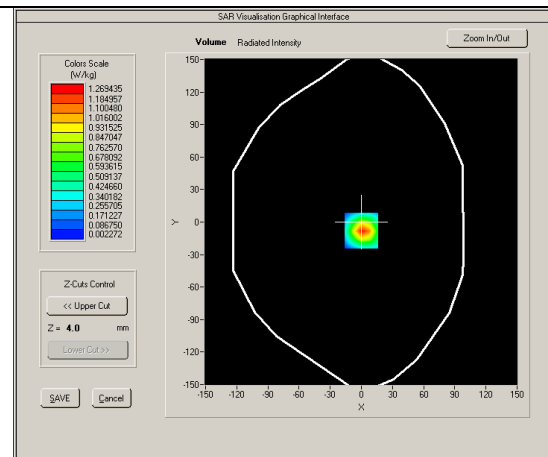 SAR Visualisation Graphical Interface
Volume Radiated Intensity
Zoom In/Out
Colors Scale
(W/kg)
1.269435
1.184957
1.100480
1.016002
0.931525
0.847047
0.762570
0.678092
0.593615
0.509137
0.424660
0.340182
0.255705
0.171227
0.086750
0.002272
Z-Cuts Control
<< Upper Cut
Z = 4.0 mm
Lower Cut >>
SAVE Cancel
150
120
90
60
30
0
-30
-60
-90
-120
-150
Y
-150 -120 -90 -60 -30 0 30 60 90 120 150
X